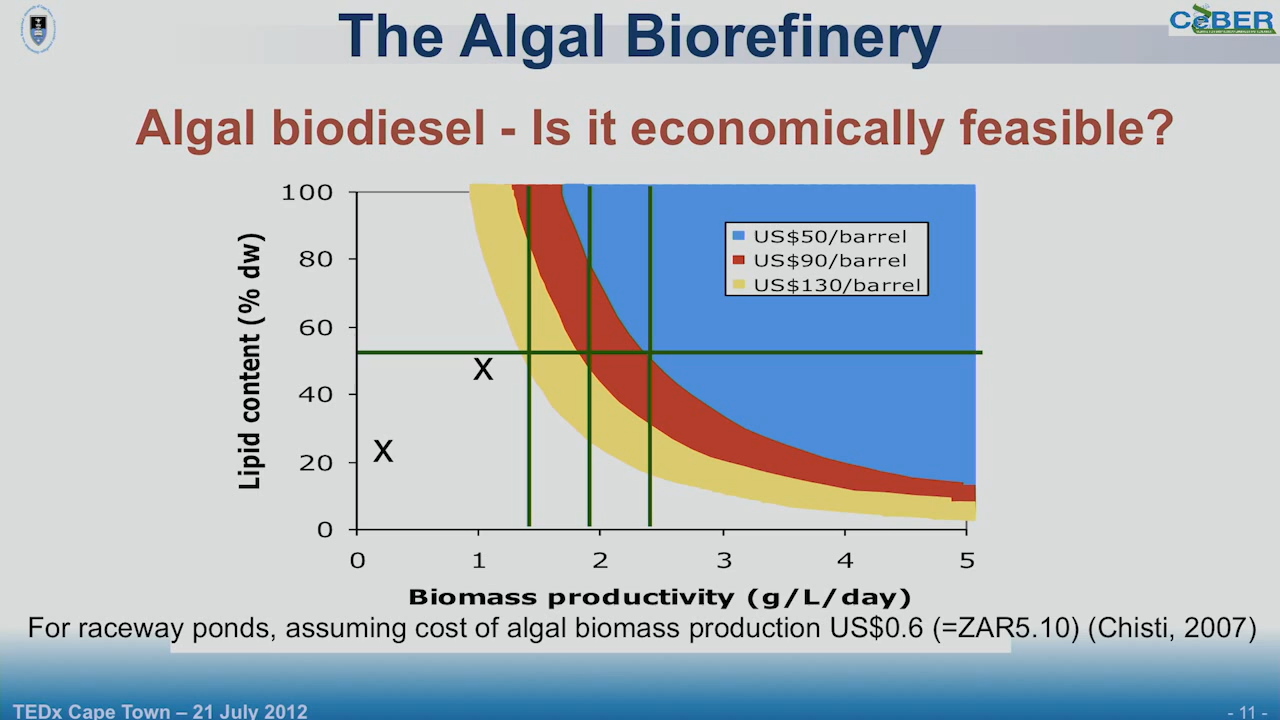 The Algal Biorefinery
CeBER
Algal biodiesel - Is it economically feasible?
100
80
60
40
20
0
Lipid content (% dw)
US$50/barrel
US$90/barrel
US$130/barrel
X
X
0 1 2 3 4 5
Biomass productivity (g/L/day)
For raceway ponds, assuming cost of algal biomass production US$0.6 (=ZAR5.10) (Chisti, 2007)
TEDx Cape Town – 21 July 2012
- 11 -